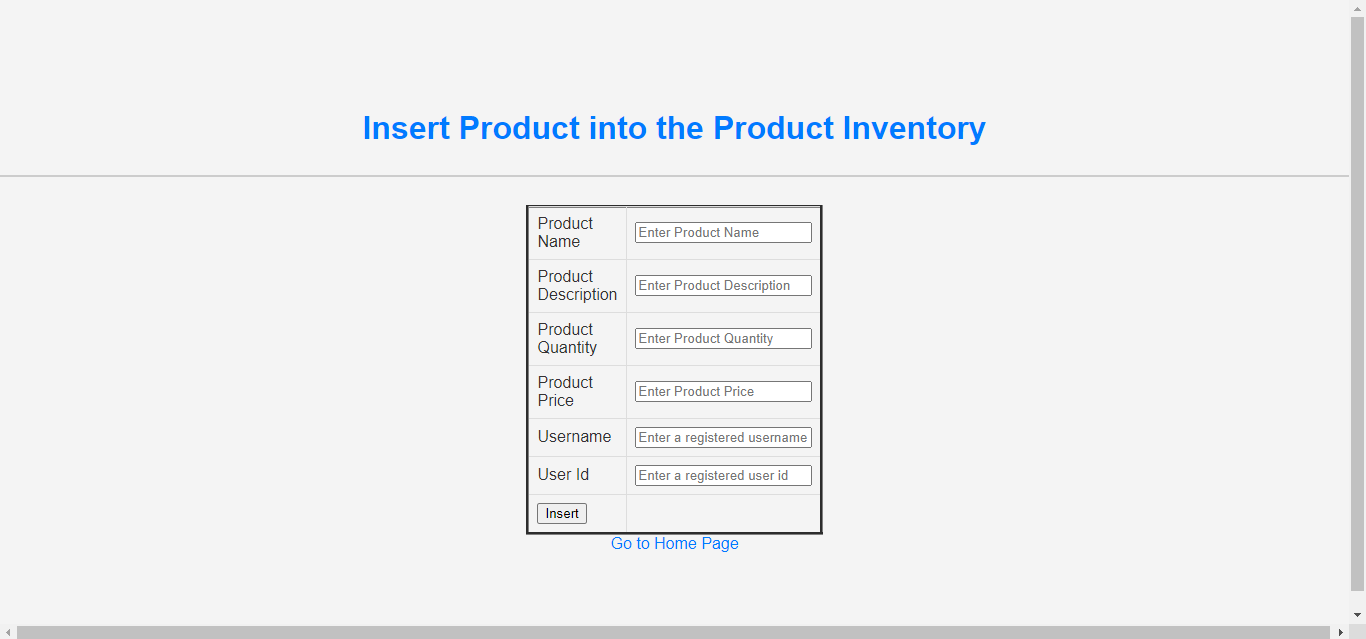 Insert Product into the Product Inventory
Product
Name
Enter Product Name
Product
Description
Enter Product Description
Product
Quantity
Enter Product Quantity
Product
Price
Enter Product Price
Username
Enter a registered username
User Id
Enter a registered user id
Insert
Go to Home Page